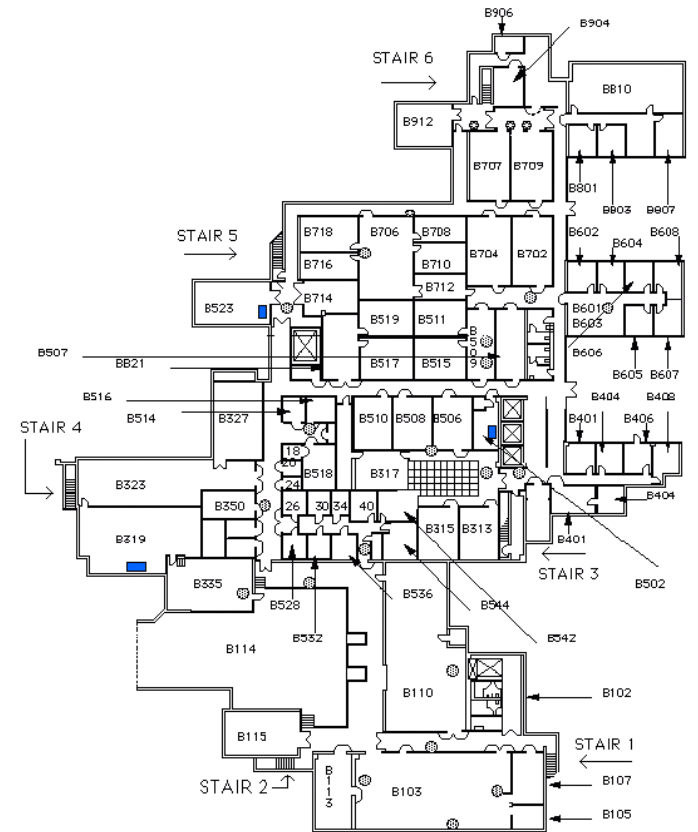 B906
B904
STAIR 6
BB10
B912
B707
B709
B801
B803
B907
B718
B706
B708
B602
B608
B604
STAIR 5
B704
B702
B716
B710
B712
B714
B523
B601
B603
B519
B511
B507
B509
B606
BB21
B517
B515
B605
B607
B516
B404
B408
B514
B327
B510
B508
B506
B401
B406
STAIR 4
18
20
B518
B317
B323
24
B404
B350
26
30
34
40
B319
B315
B313
B401
STAIR 3
B502
B335
B528
B536
B544
B532
B542
B114
B110
B102
B115
STAIR 1
STAIR 2
B113
B103
B107
B105